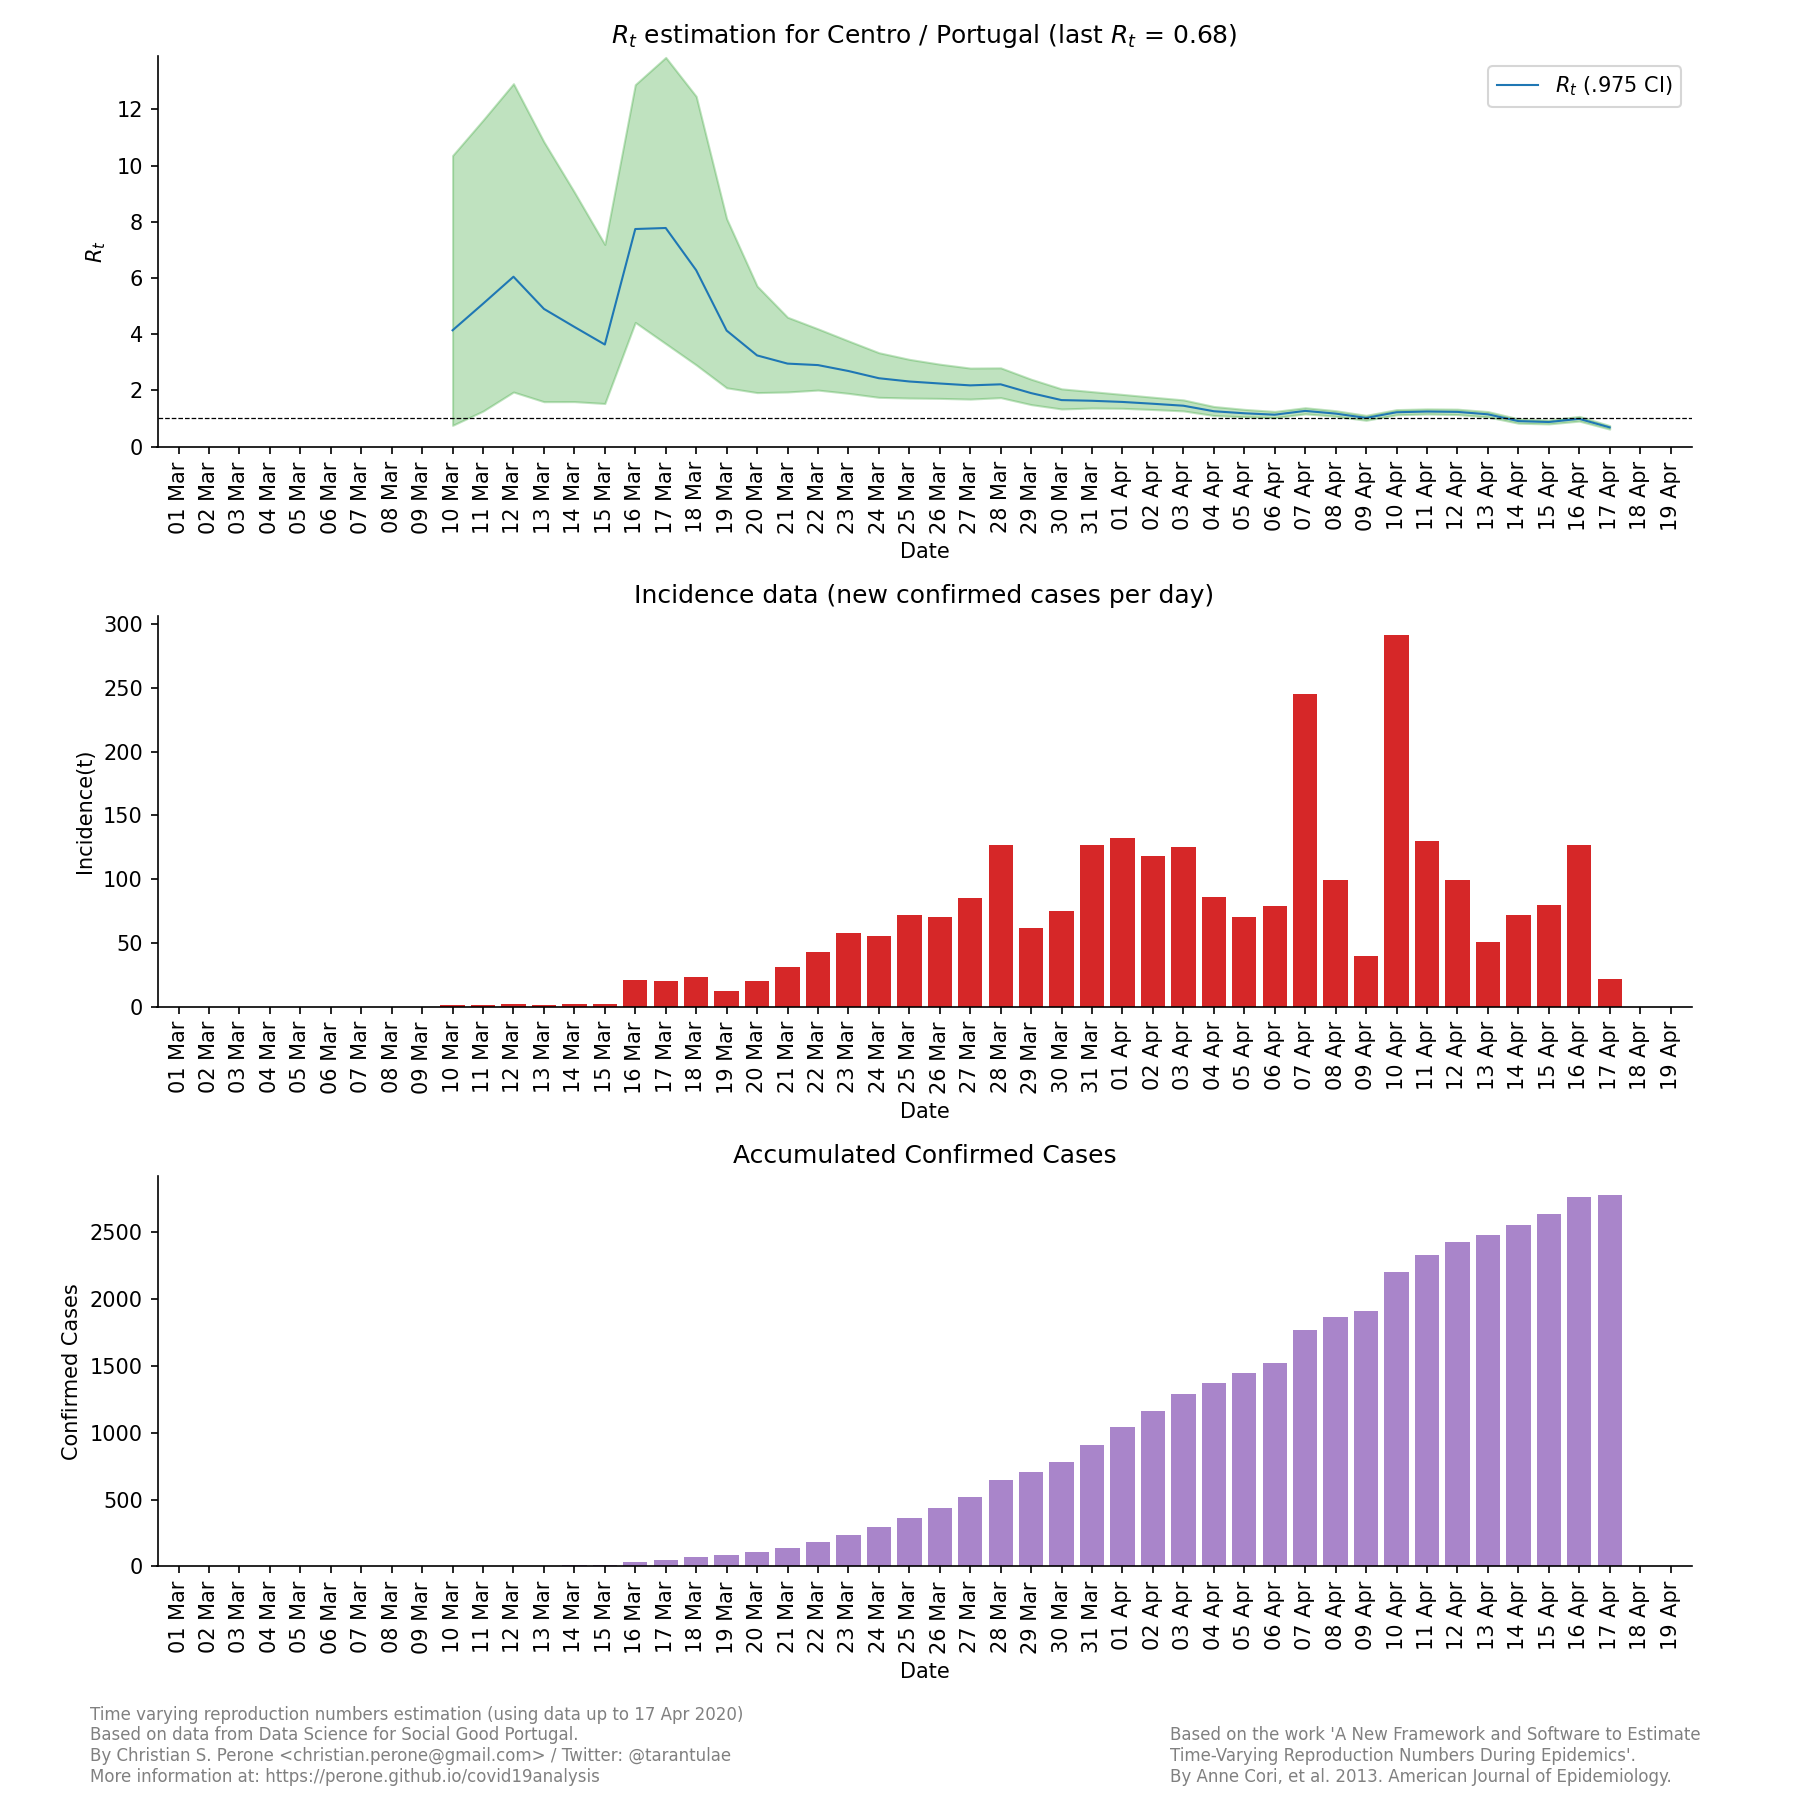 R_t estimation for Centro / Portugal (last R_t = 0.68)
R_t (.975 CI)
R_t
12
10
8
6
4
2
0
01 Mar 02 Mar 03 Mar 04 Mar 05 Mar 06 Mar 07 Mar 08 Mar 09 Mar 10 Mar 11 Mar 12 Mar 13 Mar 14 Mar 15 Mar 16 Mar 17 Mar 18 Mar 19 Mar 20 Mar 21 Mar 22 Mar 23 Mar 24 Mar 25 Mar 26 Mar 27 Mar 28 Mar 29 Mar 30 Mar 31 Mar 01 Apr 02 Apr 03 Apr 04 Apr 05 Apr 06 Apr 07 Apr 08 Apr 09 Apr 10 Apr 11 Apr 12 Apr 13 Apr 14 Apr 15 Apr 16 Apr 17 Apr 18 Apr 19 Apr
Date
Incidence data (new confirmed cases per day)
Incidence(t)
300
250
200
150
100
50
0
01 Mar 02 Mar 03 Mar 04 Mar 05 Mar 06 Mar 07 Mar 08 Mar 09 Mar 10 Mar 11 Mar 12 Mar 13 Mar 14 Mar 15 Mar 16 Mar 17 Mar 18 Mar 19 Mar 20 Mar 21 Mar 22 Mar 23 Mar 24 Mar 25 Mar 26 Mar 27 Mar 28 Mar 29 Mar 30 Mar 31 Mar 01 Apr 02 Apr 03 Apr 04 Apr 05 Apr 06 Apr 07 Apr 08 Apr 09 Apr 10 Apr 11 Apr 12 Apr 13 Apr 14 Apr 15 Apr 16 Apr 17 Apr 18 Apr 19 Apr
Date
Accumulated Confirmed Cases
Confirmed Cases
2500
2000
1500
1000
500
0
01 Mar 02 Mar 03 Mar 04 Mar 05 Mar 06 Mar 07 Mar 08 Mar 09 Mar 10 Mar 11 Mar 12 Mar 13 Mar 14 Mar 15 Mar 16 Mar 17 Mar 18 Mar 19 Mar 20 Mar 21 Mar 22 Mar 23 Mar 24 Mar 25 Mar 26 Mar 27 Mar 28 Mar 29 Mar 30 Mar 31 Mar 01 Apr 02 Apr 03 Apr 04 Apr 05 Apr 06 Apr 07 Apr 08 Apr 09 Apr 10 Apr 11 Apr 12 Apr 13 Apr 14 Apr 15 Apr 16 Apr 17 Apr 18 Apr 19 Apr
Date
Time varying reproduction numbers estimation (using data up to 17 Apr 2020)
Based on data from Data Science for Social Good Portugal.
By Christian S. Perone <christian.perone@gmail.com> / Twitter: @tarantulae
More information at: https://perone.github.io/covid19analysis
Based on the work 'A New Framework and Software to Estimate
Time-Varying Reproduction Numbers During Epidemics'.
By Anne Cori, et al. 2013. American Journal of Epidemiology.